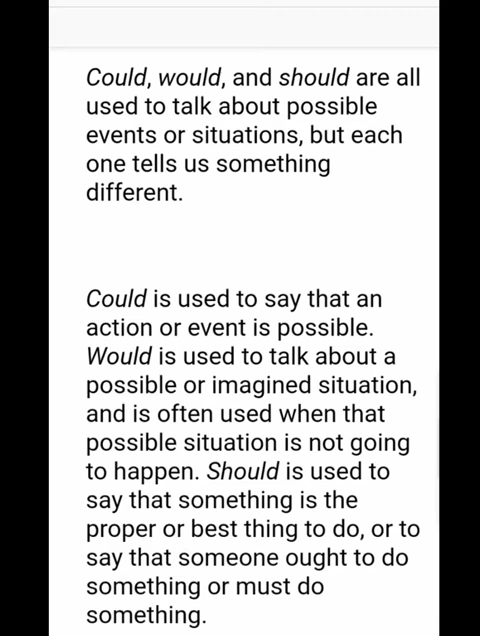 Could, would, and should are all
used to talk about possible
events or situations, but each
one tells us something
different.
Could is used to say that an
action or event is possible.
Would is used to talk about a
possible or imagined situation,
and is often used when that
possible situation is not going
to happen. Should is used to
say that something is the
proper or best thing to do, or to
say that someone ought to do
something or must do
something.